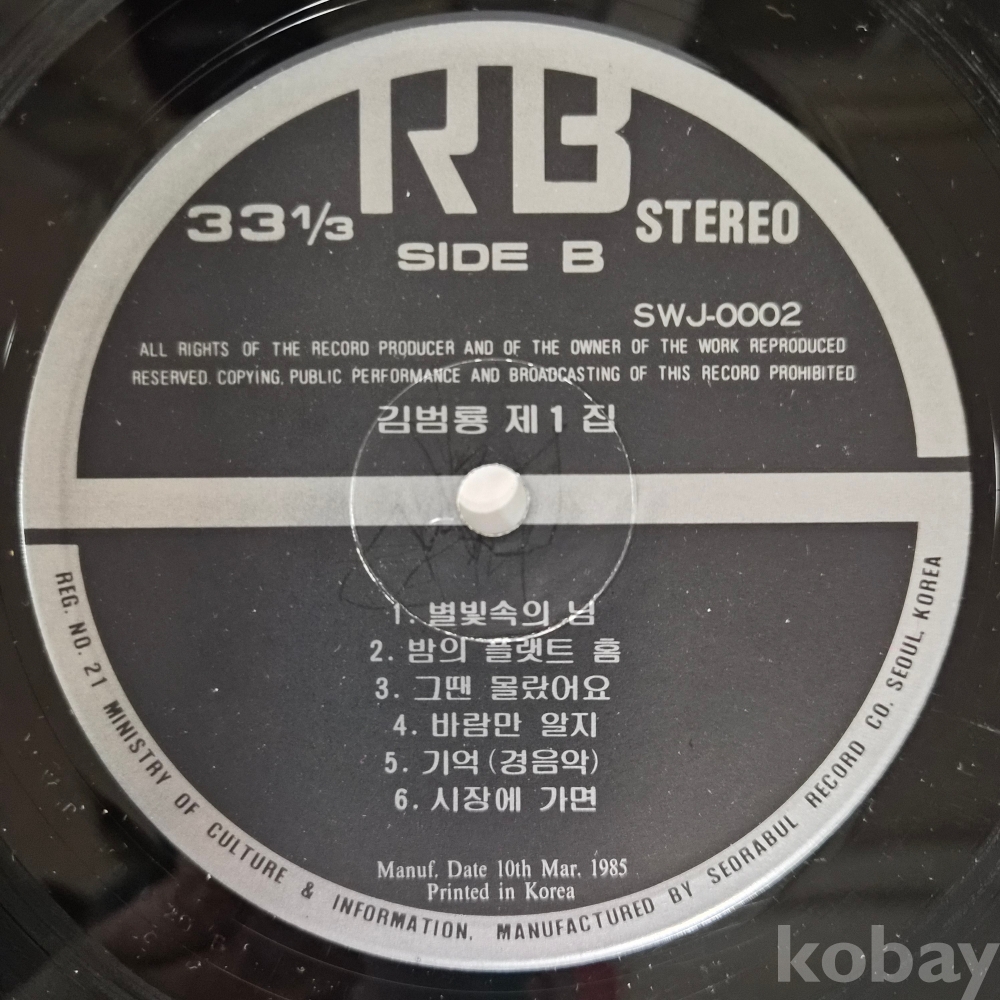 RB
33 1/3
STEREO
SIDE B
SWJ-0002
ALL RIGHTS OF THE RECORD PRODUCER AND OF THE OWNER OF THE WORK REPRODUCED
RESERVED. COPYING, PUBLIC PERFORMANCE AND BROADCASTING OF THIS RECORD PROHIBITED
김범룡 제 1 집
1. 별빛속의 님
2. 밤의 플랫트 홈
3. 그땐 몰랐어요
4. 바람만 알지
5. 기억 (경음악)
6. 시장에 가면
Manuf. Date 10th Mar. 1985
Printed in Korea
REG. NO. 21 MINISTRY OF CULTURE & INFORMATION. MANUFACTURED BY SEORABUL RECORD CO. SEOUL KOREA
kobay